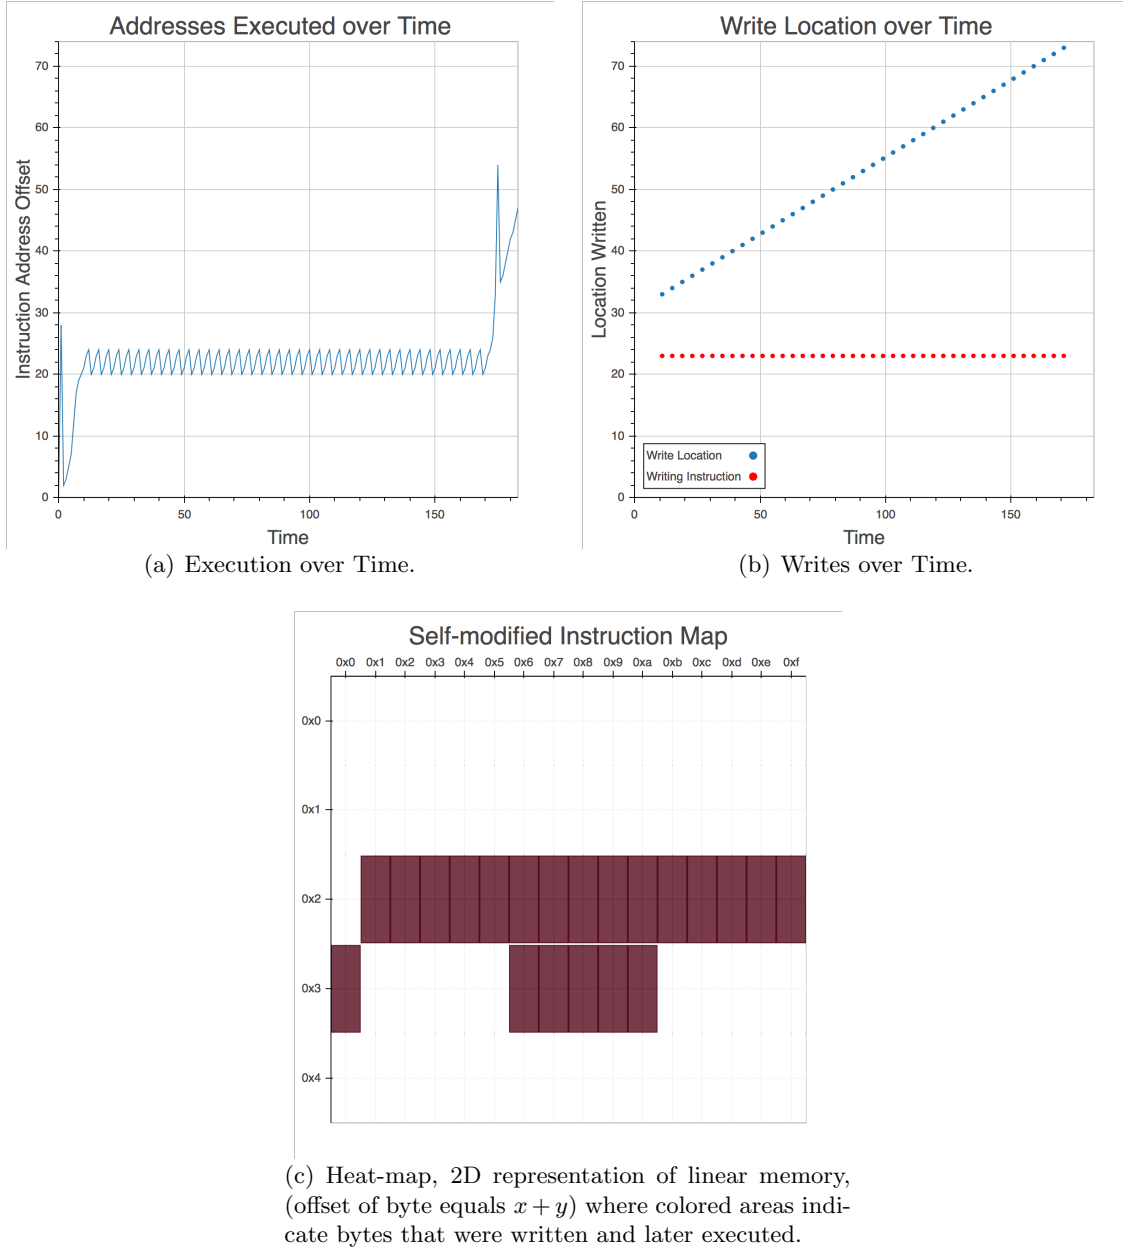 Addresses Executed over Time
70
60
50
40
30
20
10
0
Instruction Address Offset
0 50 100 150
Time
(a) Execution over Time.
Write Location over Time
70
60
50
40
30
20
10
0
Location Written
Write Location
Writing Instruction
0 50 100 150
Time
(b) Writes over Time.
Self-modified Instruction Map
0x0 0x1 0x2 0x3 0x4 0x5 0x6 0x7 0x8 0x9 0xa 0xb 0xc 0xd 0xe 0xf
0x0
0x1
0x2
0x3
0x4
(c) Heat-map, 2D representation of linear memory,
(offset of byte equals x + y) where colored areas indi-
cate bytes that were written and later executed.